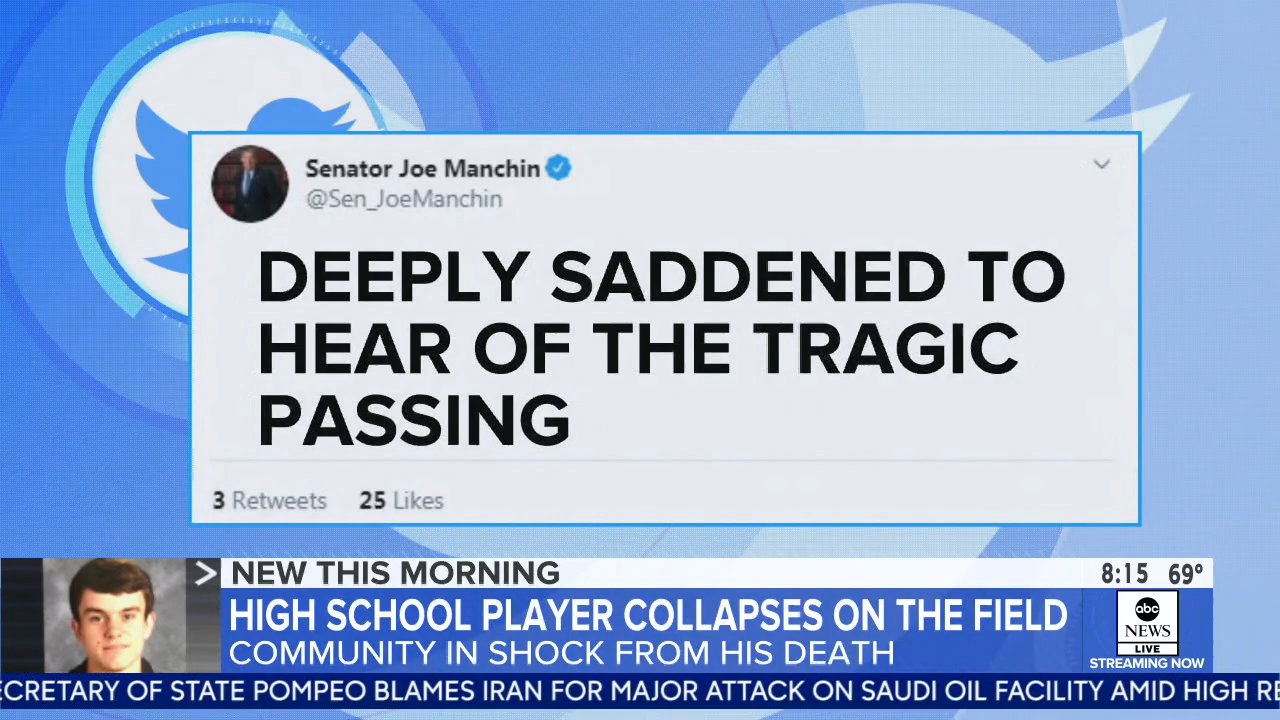 Senator Joe Manchin
@Sen_JoeManchin
DEEPLY SADDENED TO
HEAR OF THE TRAGIC
PASSING
3 Retweets 25 Likes
NEW THIS MORNING
8:15 69°
HIGH SCHOOL PLAYER COLLAPSES ON THE FIELD
COMMUNITY IN SHOCK FROM HIS DEATH
abc
NEWS
LIVE
STREAMING NOW
ECRETARY OF STATE POMPEO BLAMES IRAN FOR MAJOR ATTACK ON SAUDI OIL FACILITY AMID HIGH RE